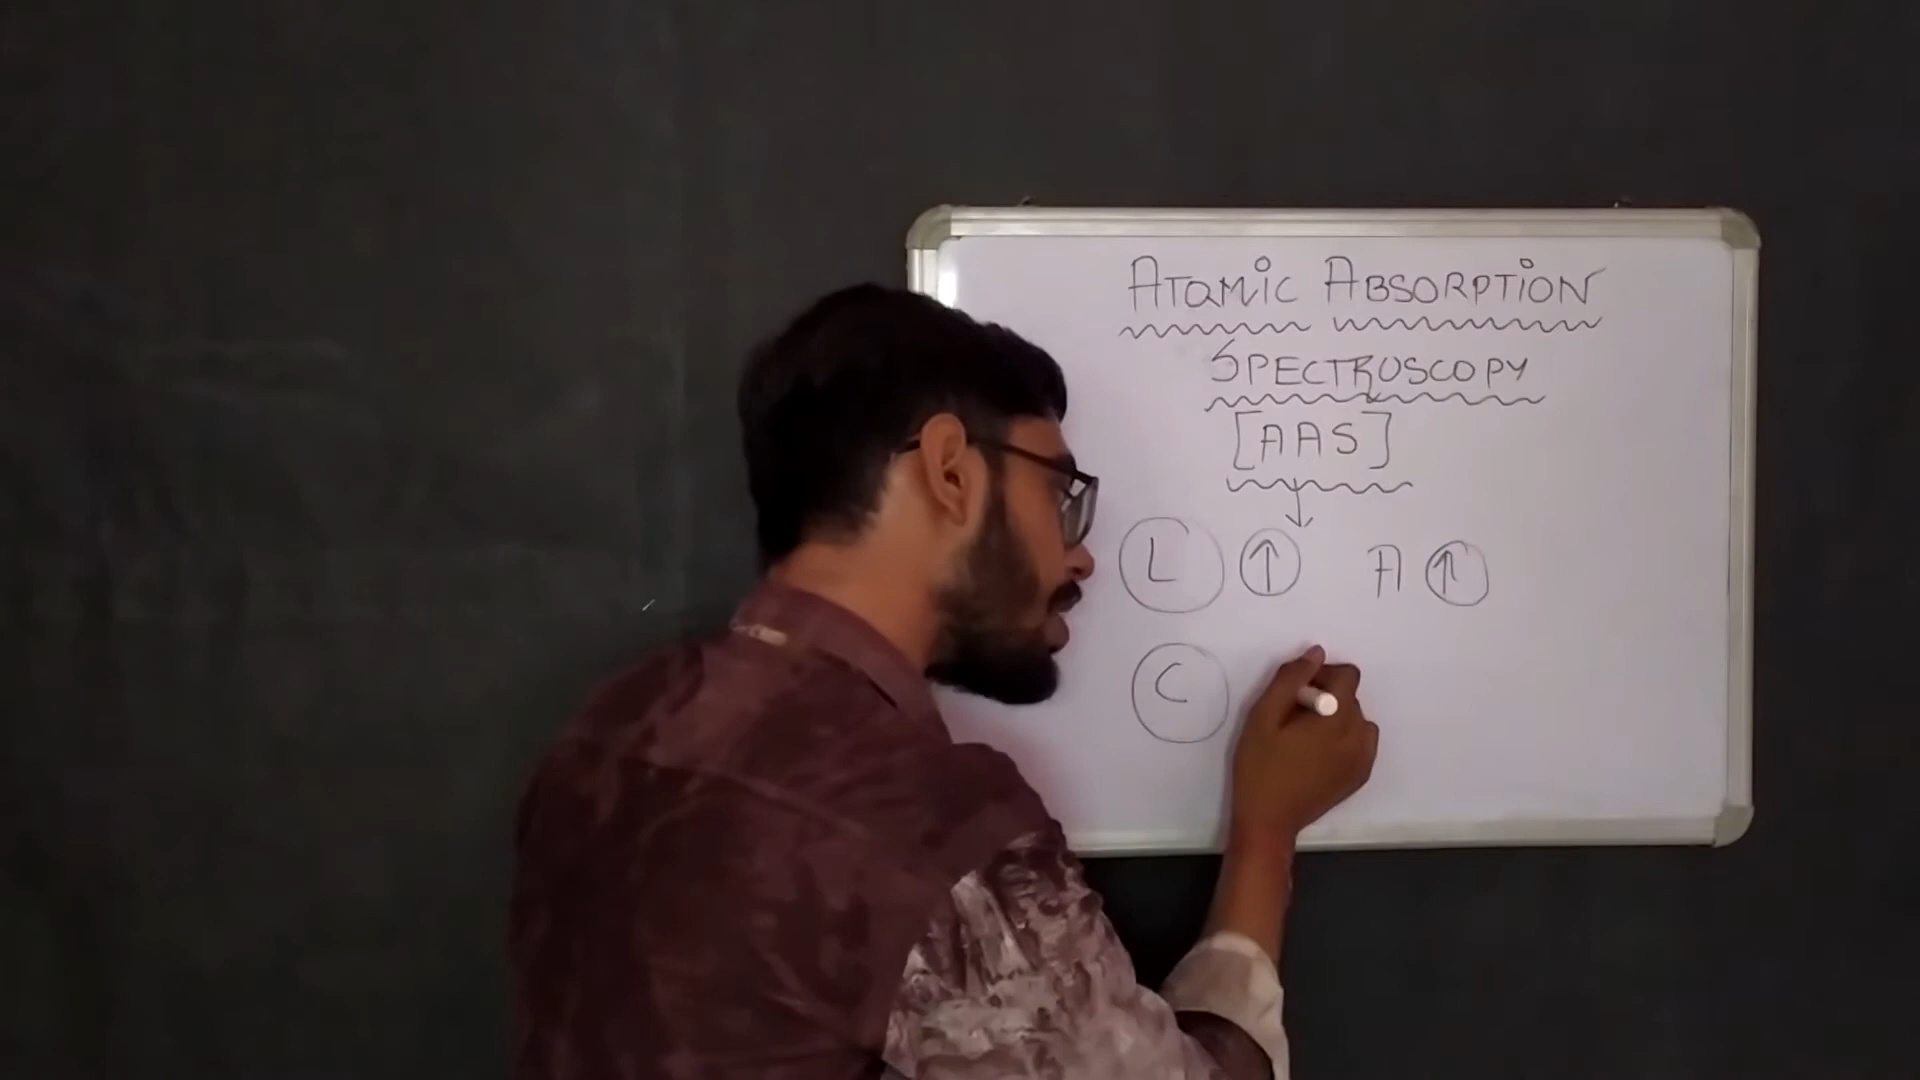 ATOMIC ABSORPTION
SPECTROSCOPY
[AAS]
↓
L ↑ A ↑
C